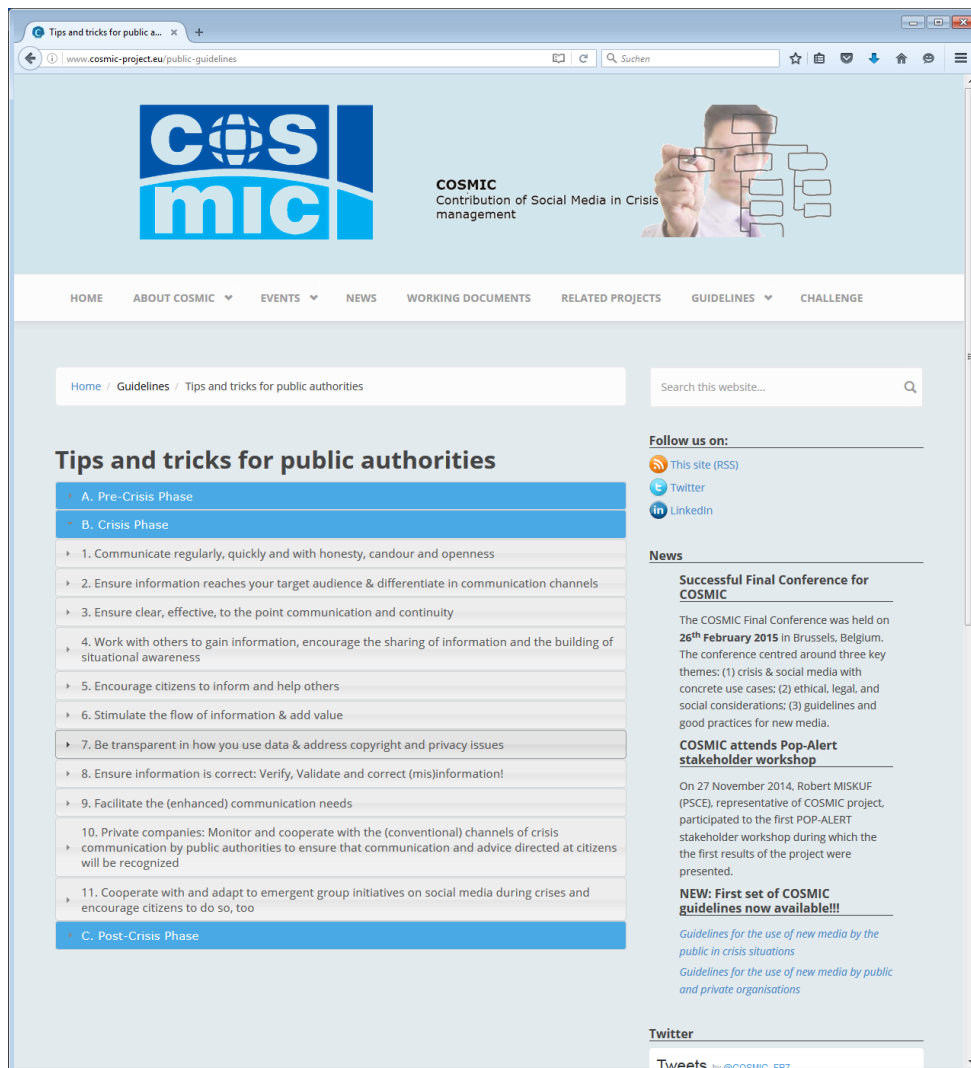 Tips and tricks for public a...
www.cosmic-project.eu/public-guidelines
Suchen
COSMIC
COSMIC
Contribution of Social Media in Crisis
management
HOME
ABOUT COSMIC
EVENTS
NEWS
WORKING DOCUMENTS
RELATED PROJECTS
GUIDELINES
CHALLENGE
Home / Guidelines / Tips and tricks for public authorities
Tips and tricks for public authorities
A. Pre-Crisis Phase
B. Crisis Phase
1. Communicate regularly, quickly and with honesty, candour and openness
2. Ensure information reaches your target audience & differentiate in communication channels
3. Ensure clear, effective, to the point communication and continuity
4. Work with others to gain information, encourage the sharing of information and the building of
situational awareness
5. Encourage citizens to inform and help others
6. Stimulate the flow of information & add value
7. Be transparent in how you use data & address copyright and privacy issues
8. Ensure information is correct: Verify, Validate and correct (mis)information!
9. Facilitate the (enhanced) communication needs
10. Private companies: Monitor and cooperate with the (conventional) channels of crisis
communication by public authorities to ensure that communication and advice directed at citizens
will be recognized
11. Cooperate with and adapt to emergent group initiatives on social media during crises and
encourage citizens to do so, too
C. Post-Crisis Phase
Search this website...
Follow us on:
This site (RSS)
Twitter
LinkedIn
News
Successful Final Conference for
COSMIC
The COSMIC Final Conference was held on
26th February 2015 in Brussels, Belgium.
The conference centred around three key
themes: (1) crisis & social media with
concrete use cases; (2) ethical, legal, and
social considerations; (3) guidelines and
good practices for new media.
COSMIC attends Pop-Alert
stakeholder workshop
On 27 November 2014, Robert MISKUF
(PSCE), representative of COSMIC project,
participated to the first POP-ALERT
stakeholder workshop during which the
the first results of the project were
presented.
NEW: First set of COSMIC
guidelines now available!!!
Guidelines for the use of new media by the
public in crisis situations
Guidelines for the use of new media by public
and private organisations
Twitter
Tweets by @COSMIC_FP7